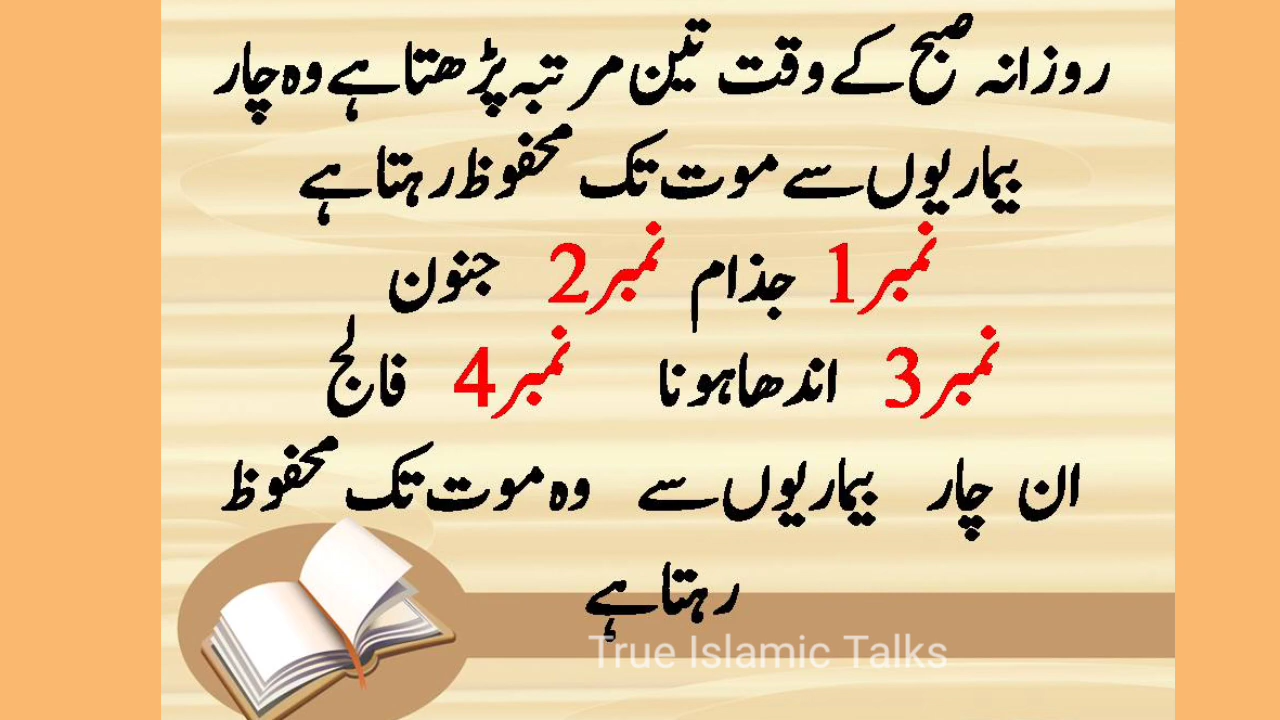 روزانہ صبح کے وقت تین مرتبہ پڑھتا ہے وہ چار
بیماریوں سے موت تک محفوظ رہتا ہے
نمبر1 جذام نمبر2 جنون
نمبر3 اندھا ہونا نمبر4 فالج
ان چار بیماریوں سے وہ موت تک محفوظ
رہتا ہے
True Islamic Talks